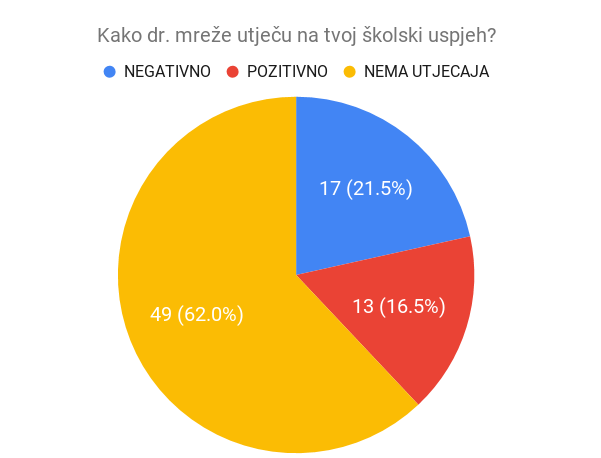 Kako dr. mreže utječu na tvoj školski uspjeh?
NEGATIVNO POZITIVNO NEMA UTJECAJA
17 (21.5%)
13 (16.5%)
49 (62.0%)